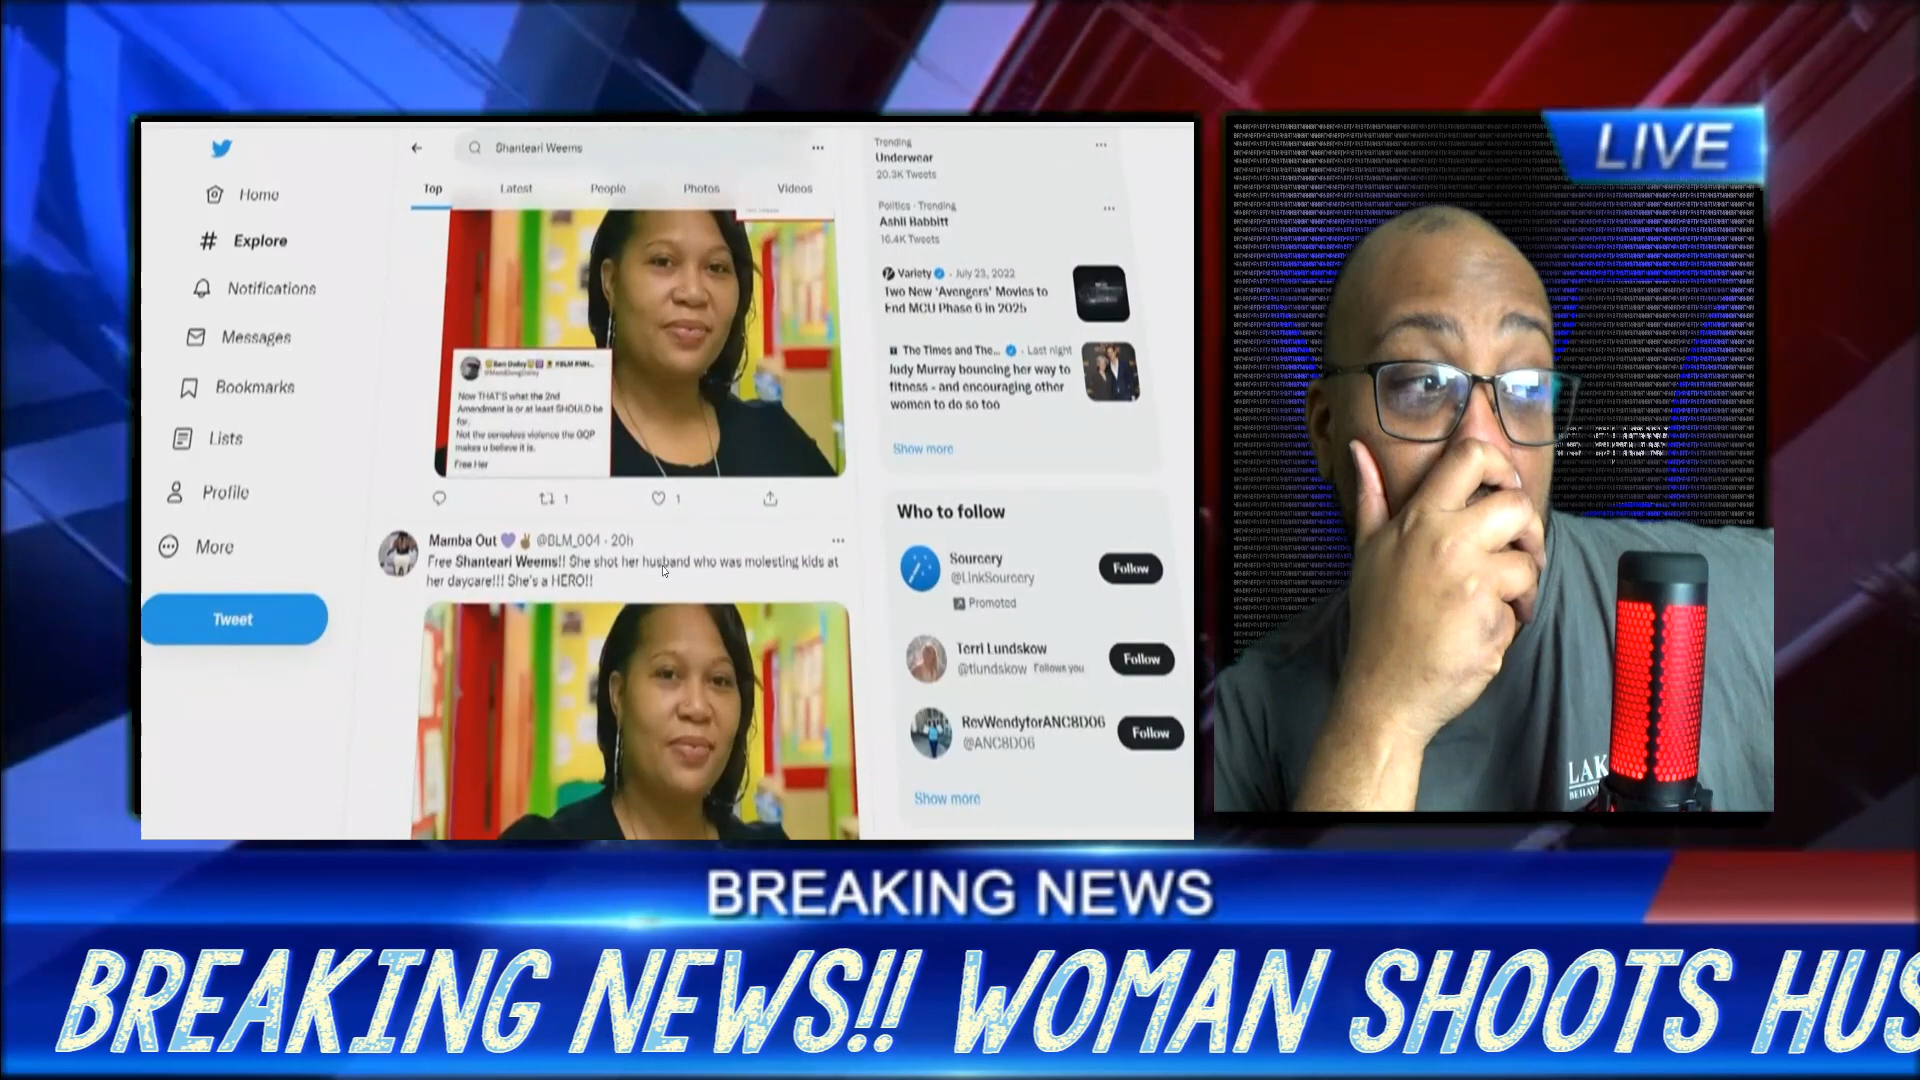 LIVE
Shantearl Weems
Top
Latest
People
Photos
Videos
Home
Explore
Notifications
Messages
Bookmarks
Lists
Profile
More
Tweet
Now THAT'S what the 2nd
Amendment is or at least SHOULD be
for.
Not the senseless violence the GQP
makes u believe it is.
Free Her
1
1
Mamba Out 💜✌🏾 @BLM_004 · 20h
Free Shantearl Weems!! She shot her husband who was molesting kids at
her daycare!!! She's a HERO!!
Trending
Underwear
20.3K Tweets
Politics · Trending
Ashli Babbitt
10.4K Tweets
Variety · July 23, 2022
Two New 'Avengers' Movies to
End MCU Phase 6 in 2025
The Times and The... · Last night
Judy Murray bouncing her way to
fitness - and encouraging other
women to do so too
Show more
Who to follow
Sourcery
@LinkSourcery
Promoted
Follow
Terri Lundskow
@tlundskow Follows you
Follow
RevWendyforANC8D06
@ANC8D06
Follow
Show more
LAK
BEHAV
BREAKING NEWS
BREAKING NEWS!! WOMAN SHOOTS HUS